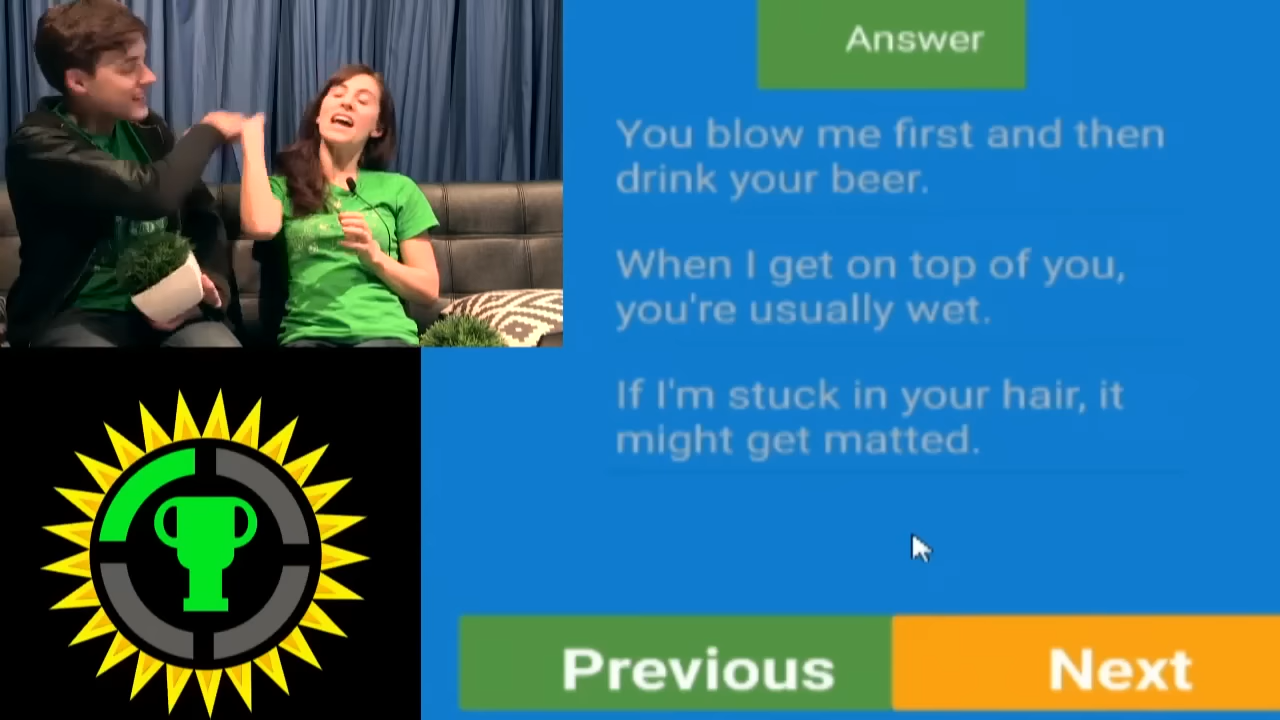 Answer
You blow me first and then
drink your beer.
When I get on top of you,
you're usually wet.
If I'm stuck in your hair, it
might get matted.
Previous
Next